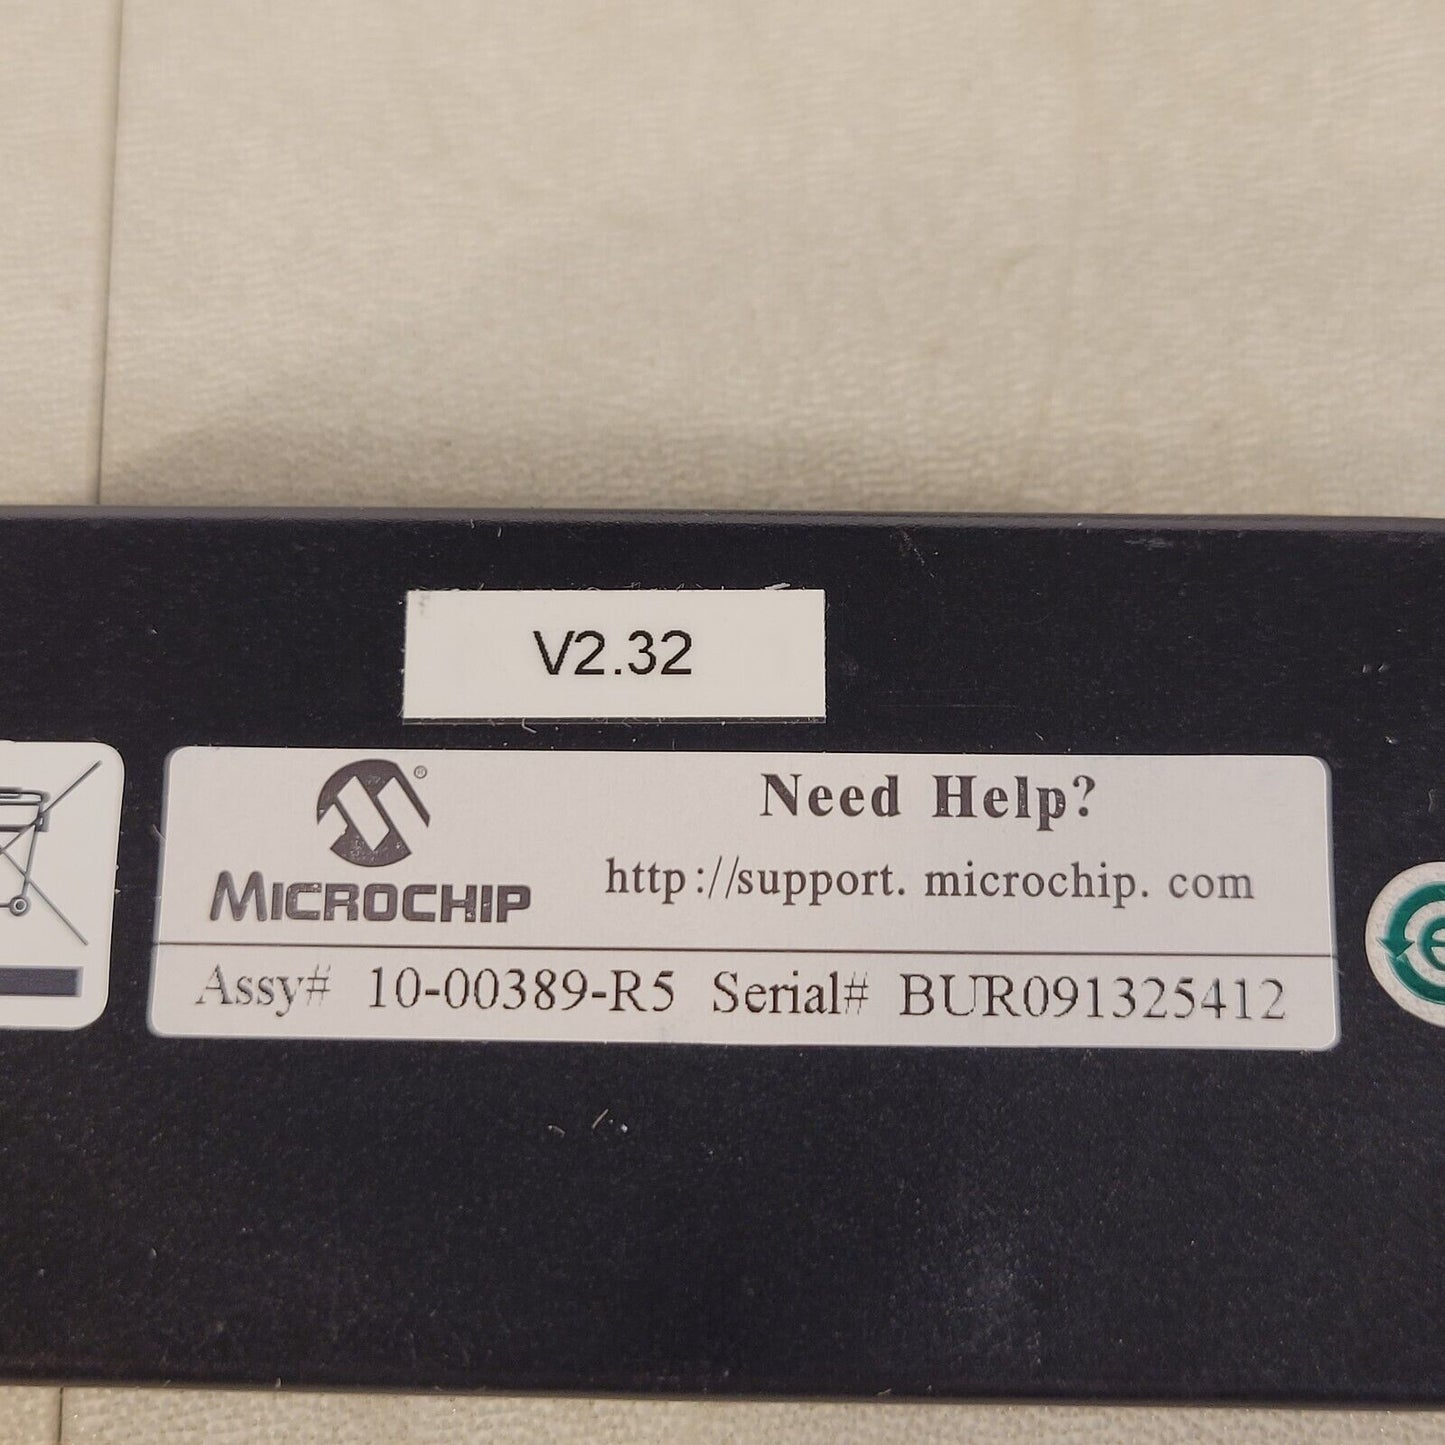 V2.32
®
MICROCHIP
Need Help?
http://support. microchip. com
Assy# 10-00389-R5 Serial# BUR091325412
e